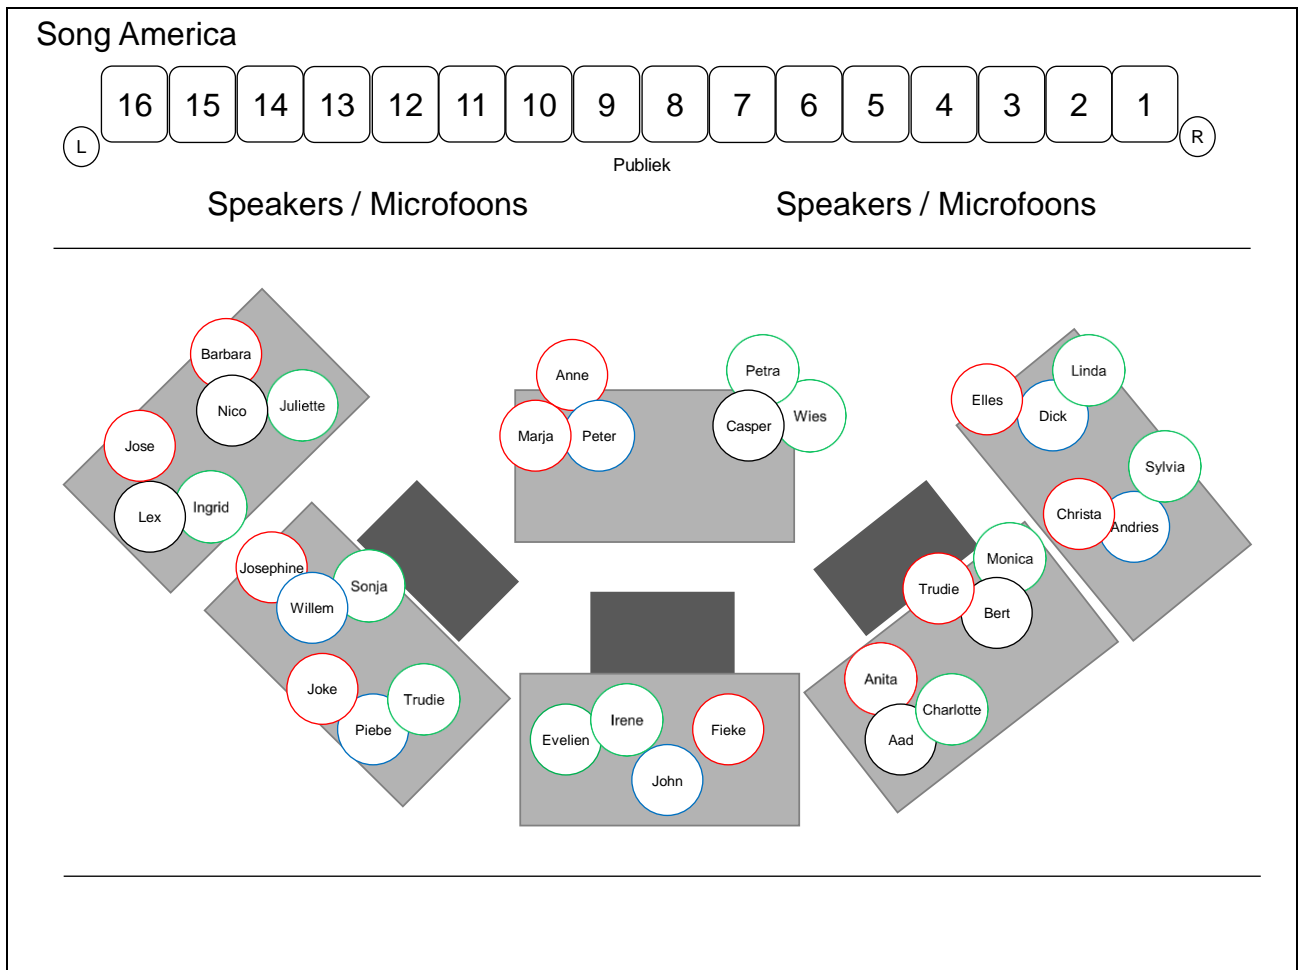 Song America
16 15 14 13 12 11 10 9 8 7 6 5 4 3 2 1
L
R
Publiek
Speakers / Microfoons
Speakers / Microfoons
Barbara
Nico
Juliette
Jose
Lex
Ingrid
Anne
Marja
Peter
Petra
Casper
Wies
Elles
Dick
Linda
Sylvia
Christa
Andries
Josephine
Willem
Sonja
Joke
Piebe
Trudie
Evelien
Irene
John
Fieke
Monica
Trudie
Bert
Anita
Charlotte
Aad